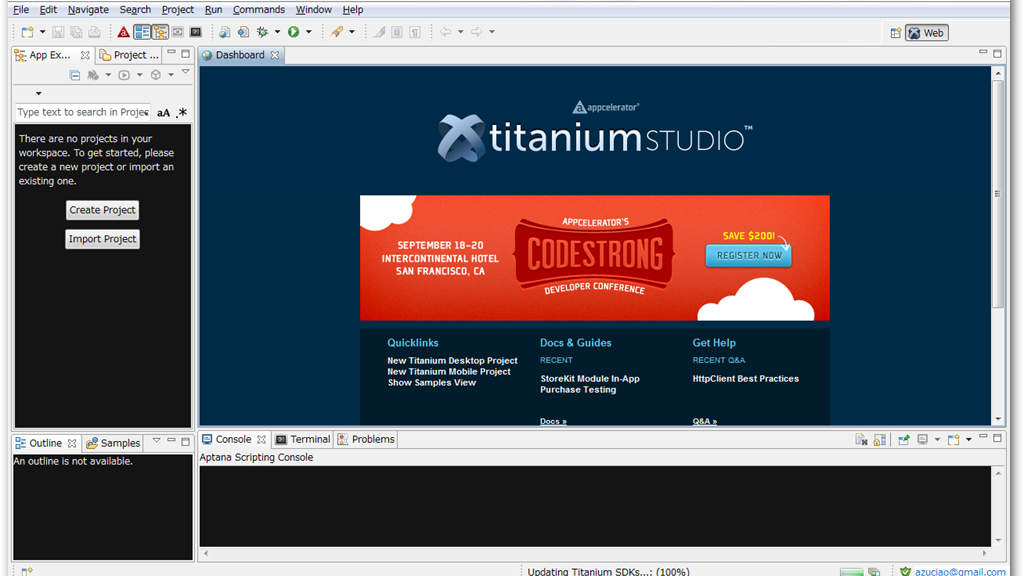 File Edit Navigate Search Project Run Commands Window Help
Web
App Ex... Project ...
Dashboard
Type text to search in Projec aA .*
There are no projects in your
workspace. To get started, please
create a new project or import an
existing one.
Create Project
Import Project
appcelerator®
titanium STUDIO™
SEPTEMBER 18-20
INTERCONTINENTAL HOTEL
SAN FRANCISCO, CA
APPCELERATOR'S
CODESTRONG
DEVELOPER CONFERENCE
SAVE $200!
REGISTER NOW
Quicklinks
New Titanium Desktop Project
New Titanium Mobile Project
Show Samples View
Docs & Guides
RECENT
StoreKit Module In-App
Purchase Testing
Docs »
Get Help
RECENT Q&A
HttpClient Best Practices
Q&A »
Outline Samples
An outline is not available.
Console Terminal Problems
Aptana Scripting Console
Updating Titanium SDKs...: (100%)
azuciao@gmail.com